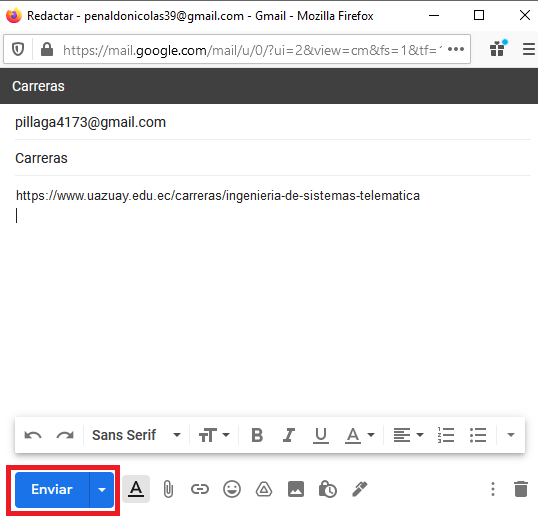 Redactar - penaldonicolas39@gmail.com - Gmail - Mozilla Firefox
https://mail.google.com/mail/u/0/?ui=2&view=cm&fs=1&tf=
Carreras
pillaga4173@gmail.com
Carreras
https://www.uazuay.edu.ec/carreras/ingenieria-de-sistemas-telematica
Sans Serif
B I U A
Enviar
A